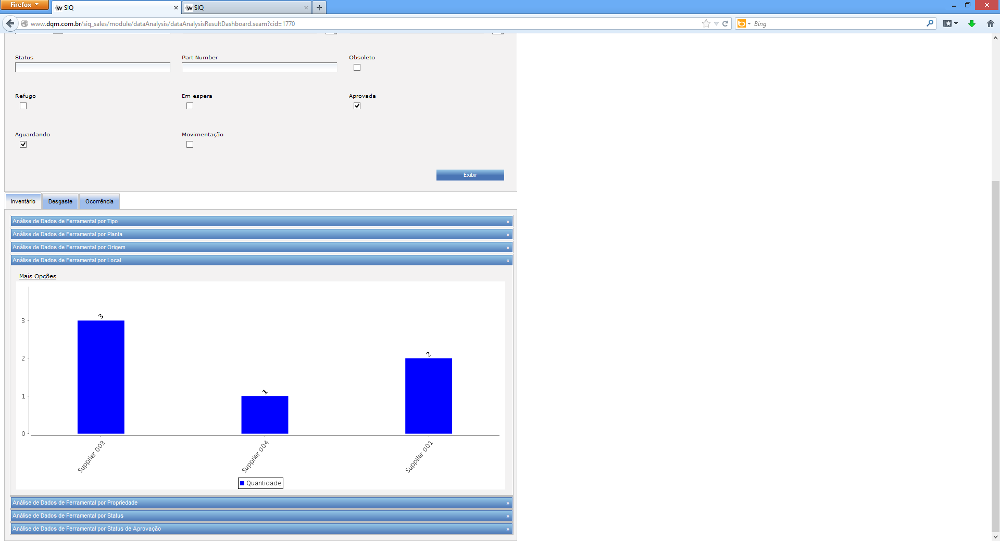 Firefox
SIQ
SIQ
www.dqm.com.br/siq_sales/module/dataAnalysis/dataAnalysisResultDashboard.seam?cid=1770
Bing
Status
Part Number
Obsoleto
Refugo
Em espera
Aprovada
Aguardando
Movimentação
Exibir
Inventário
Desgaste
Ocorrência
Análise de Dados de Ferramental por Tipo
Análise de Dados de Ferramental por Planta
Análise de Dados de Ferramental por Origem
Análise de Dados de Ferramental por Local
Mais Opções
3
2
1
0
3
1
2
Supplier 003
Supplier 004
Supplier 001
Quantidade
Análise de Dados de Ferramental por Propriedade
Análise de Dados de Ferramental por Status
Análise de Dados de Ferramental por Status de Aprovação